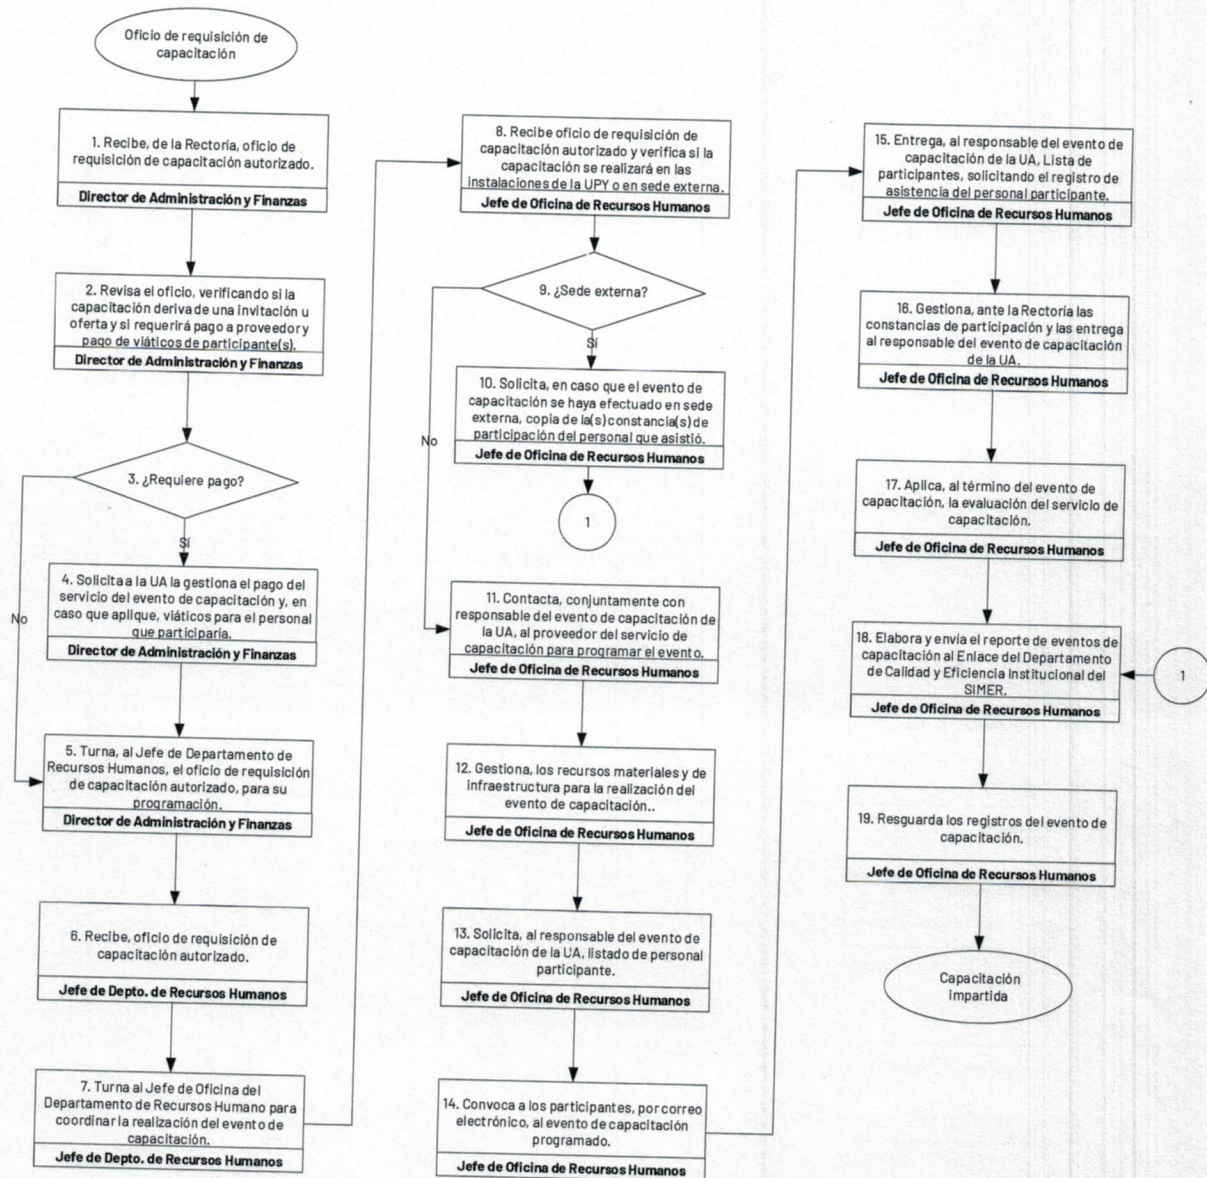 Oficio de requisición de
capacitación
1. Recibe, de la Rectoría, oficio de
requisición de capacitación autorizado.
Director de Administración y Finanzas
2. Revisa el oficio, verificando si la
capacitación deriva de una invitación u
oferta y si requerirá pago a proveedor y
pago de viáticos de participante(s).
Director de Administración y Finanzas
3. ¿Requiere pago?
Sí
No
4. Solicita a la UA la gestiona el pago del
servicio del evento de capacitación y, en
caso que aplique, viáticos para el personal
que participaría.
Director de Administración y Finanzas
5. Turna, al Jefe de Departamento de
Recursos Humanos, el oficio de requisición
de capacitación autorizado, para su
programación.
Director de Administración y Finanzas
6. Recibe, oficio de requisición de
capacitación autorizado.
Jefe de Depto. de Recursos Humanos
7. Turna al Jefe de Oficina del
Departamento de Recursos Humano para
coordinar la realización del evento de
capacitación.
Jefe de Depto. de Recursos Humanos
8. Recibe oficio de requisición de
capacitación autorizado y verifica si la
capacitación se realizará en las
instalaciones de la UPY o en sede externa.
Jefe de Oficina de Recursos Humanos
9. ¿Sede externa?
Sí
No
10. Solicita, en caso que el evento de
capacitación se haya efectuado en sede
externa, copia de la(s) constancia(s) de
participación del personal que asistió.
Jefe de Oficina de Recursos Humanos
1
11. Contacta, conjuntamente con
responsable del evento de capacitación de
la UA, al proveedor del servicio de
capacitación para programar el evento.
Jefe de Oficina de Recursos Humanos
12. Gestiona, los recursos materiales y de
infraestructura para la realización del
evento de capacitación..
Jefe de Oficina de Recursos Humanos
13. Solicita, al responsable del evento de
capacitación de la UA, listado de personal
participante.
Jefe de Oficina de Recursos Humanos
14. Convoca a los participantes, por correo
electrónico, al evento de capacitación
programado.
Jefe de Oficina de Recursos Humanos
15. Entrega, al responsable del evento de
capacitación de la UA, Lista de
participantes, solicitando el registro de
asistencia del personal participante.
Jefe de Oficina de Recursos Humanos
16. Gestiona, ante la Rectoría las
constancias de participación y las entrega
al responsable del evento de capacitación
de la UA.
Jefe de Oficina de Recursos Humanos
17. Aplica, al término del evento de
capacitación, la evaluación del servicio de
capacitación.
Jefe de Oficina de Recursos Humanos
18. Elabora y envía el reporte de eventos de
capacitación al Enlace del Departamento
de Calidad y Eficiencia Institucional del
SIMER.
Jefe de Oficina de Recursos Humanos
1
19. Resguarda los registros del evento de
capacitación.
Jefe de Oficina de Recursos Humanos
Capacitación
impartida